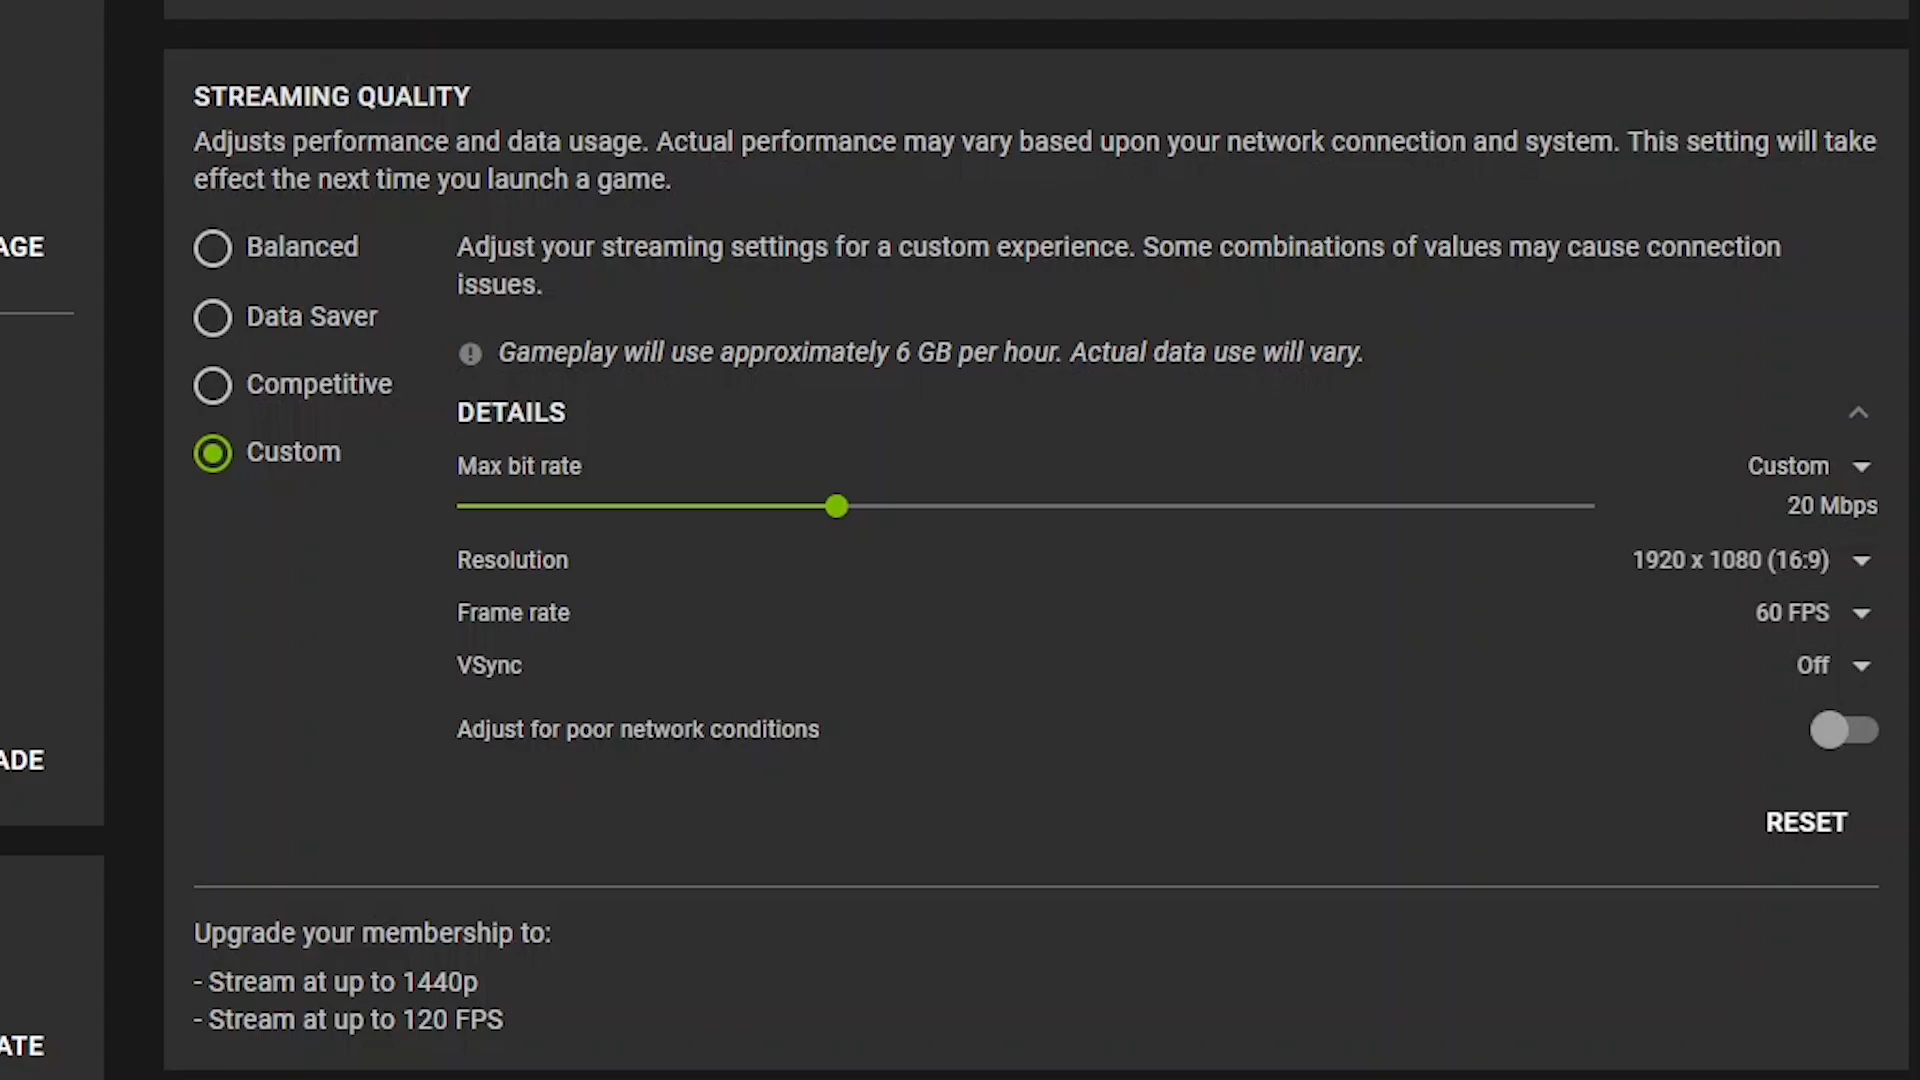 STREAMING QUALITY
Adjusts performance and data usage. Actual performance may vary based upon your network connection and system. This setting will take
effect the next time you launch a game.
AGE
Balanced
Adjust your streaming settings for a custom experience. Some combinations of values may cause connection
issues.
Data Saver
Gameplay will use approximately 6 GB per hour. Actual data use will vary.
Competitive
DETAILS
Custom
Max bit rate Custom
20 Mbps
Resolution 1920 x 1080 (16:9)
Frame rate 60 FPS
VSync Off
Adjust for poor network conditions
ADE
RESET
Upgrade your membership to:
- Stream at up to 1440p
- Stream at up to 120 FPS
ATE